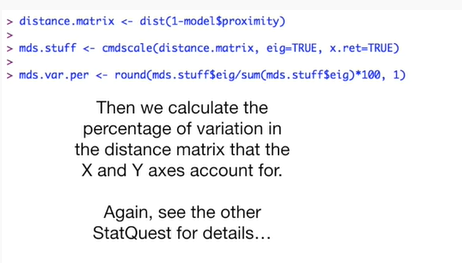 > distance.matrix <- dist(1-model$proximity)
>
> mds.stuff <- cmdscale(distance.matrix, eig=TRUE, x.ret=TRUE)
>
> mds.var.per <- round(mds.stuff$eig/sum(mds.stuff$eig)*100, 1)
Then we calculate the
percentage of variation in
the distance matrix that the
X and Y axes account for.
Again, see the other
StatQuest for details…